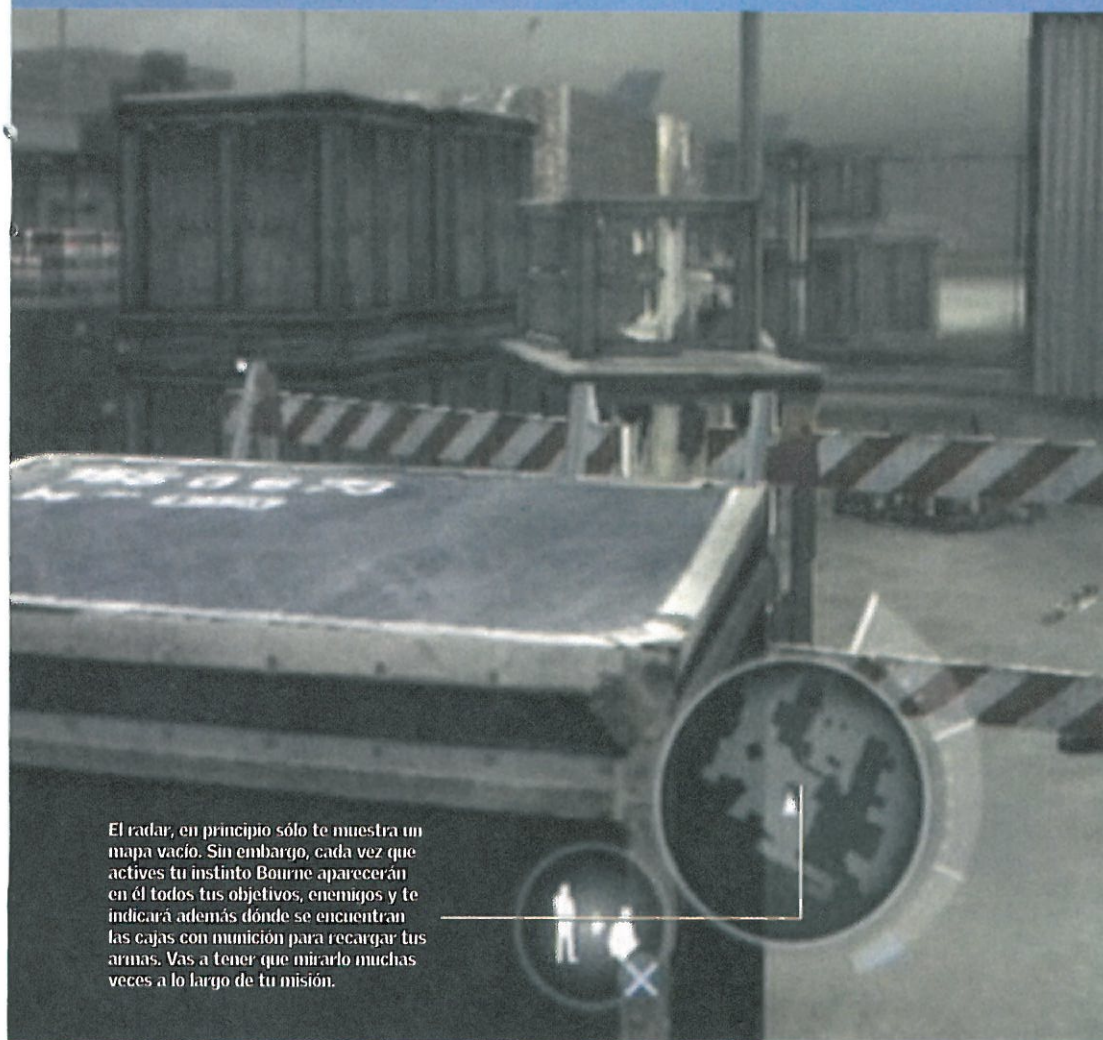 El radar, en principio sólo te muestra un
mapa vacío. Sin embargo, cada vez que
actives tu instinto Bourne aparecerán
en él todos tus objetivos, enemigos y te
indicará además dónde se encuentran
las cajas con munición para recargar tus
armas. Vas a tener que mirarlo muchas
veces a lo largo de tu misión.